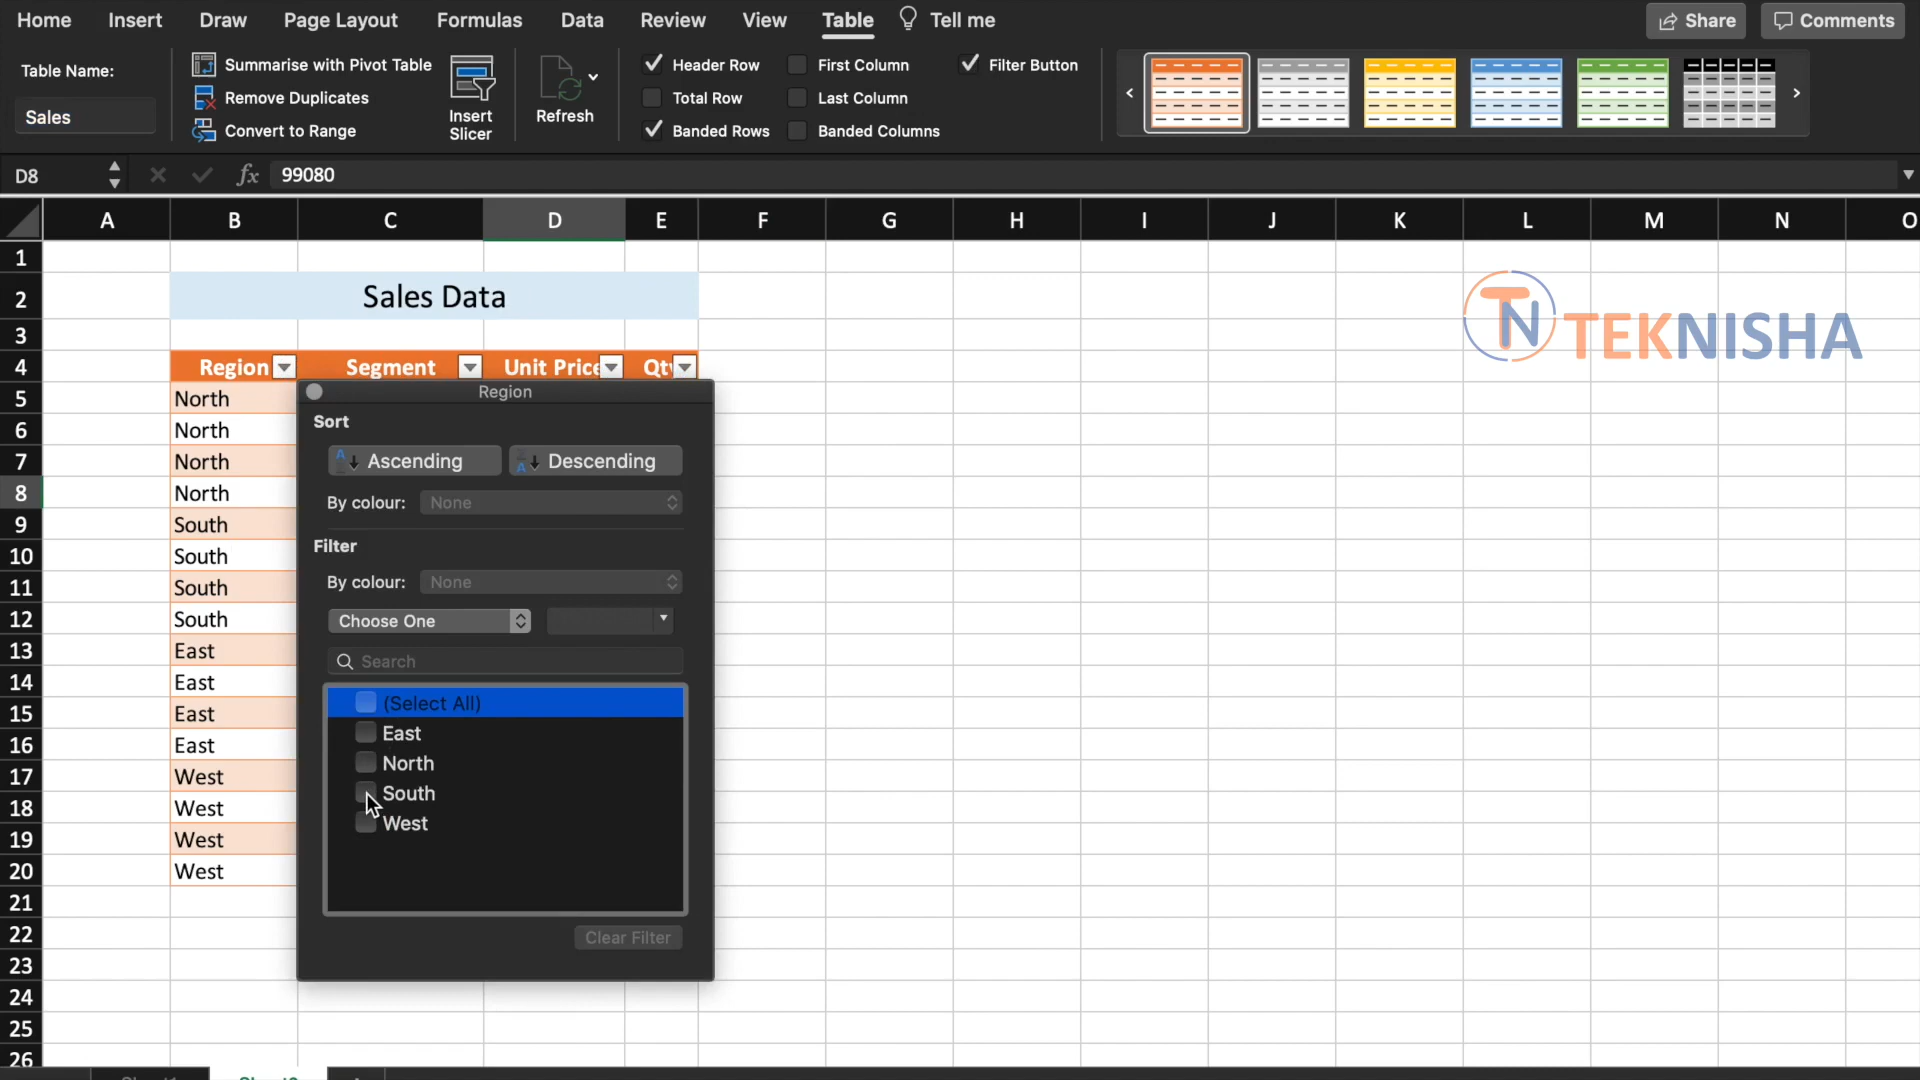 Home Insert Draw Page Layout Formulas Data Review View Table Tell me Share Comments
Table Name: Summarise with Pivot Table Header Row First Column Filter Button
Sales Remove Duplicates Insert Slicer Refresh Total Row Last Column
Convert to Range Banded Rows Banded Columns
D8 fx 99080
A B C D E F G H I J K L M N O
1
2 Sales Data
TN TEKNISHA
3
4 Region Segment Unit Price Qty
5 North
Region
6 North
Sort
7 North
Ascending Descending
8 North
By colour: None
9 South
Filter
10 South
By colour: None
11 South
12 South
Choose One
13 East
Search
14 East
(Select All)
15 East
East
16 East
North
17 West
South
18 West
West
19 West
20 West
21
22
Clear Filter
23
24
25
26